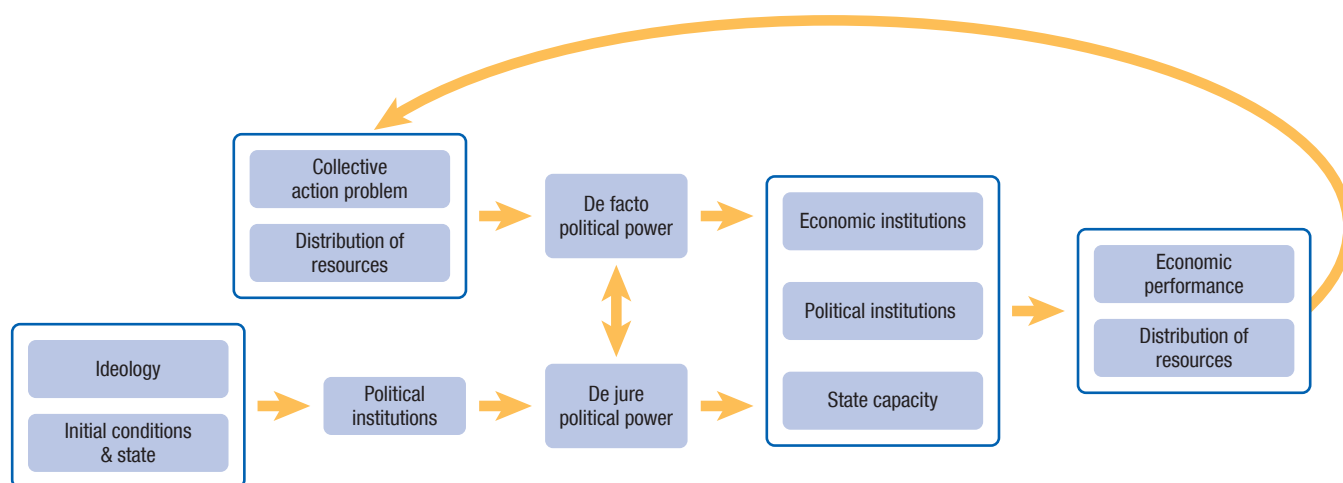 Collective
action problem
Distribution of
resources
De facto
political power
Economic institutions
Political institutions
State capacity
Economic
performance
Distribution of
resources
Ideology
Initial conditions
& state
Political
institutions
De jure
political power